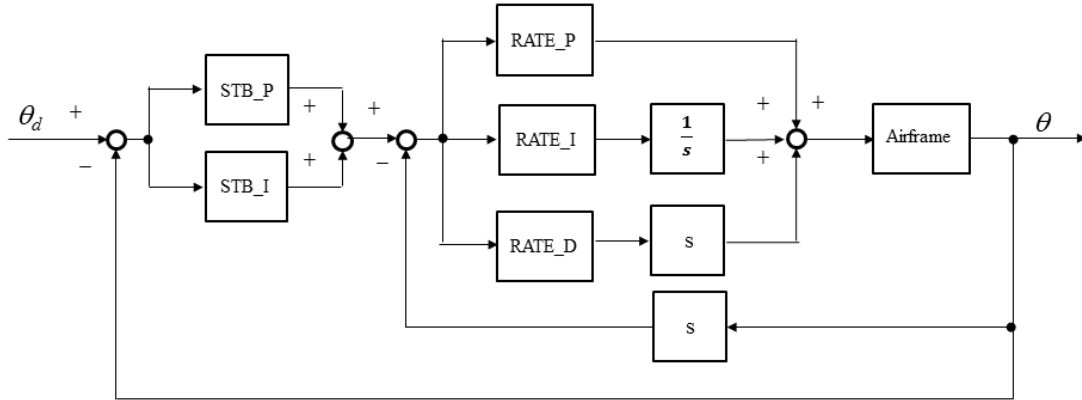 RATE_P
θd
+
−
STB_P
+
+
+
−
RATE_I
1
s
+
+
+
Airframe
θ
STB_I
RATE_D
s
s